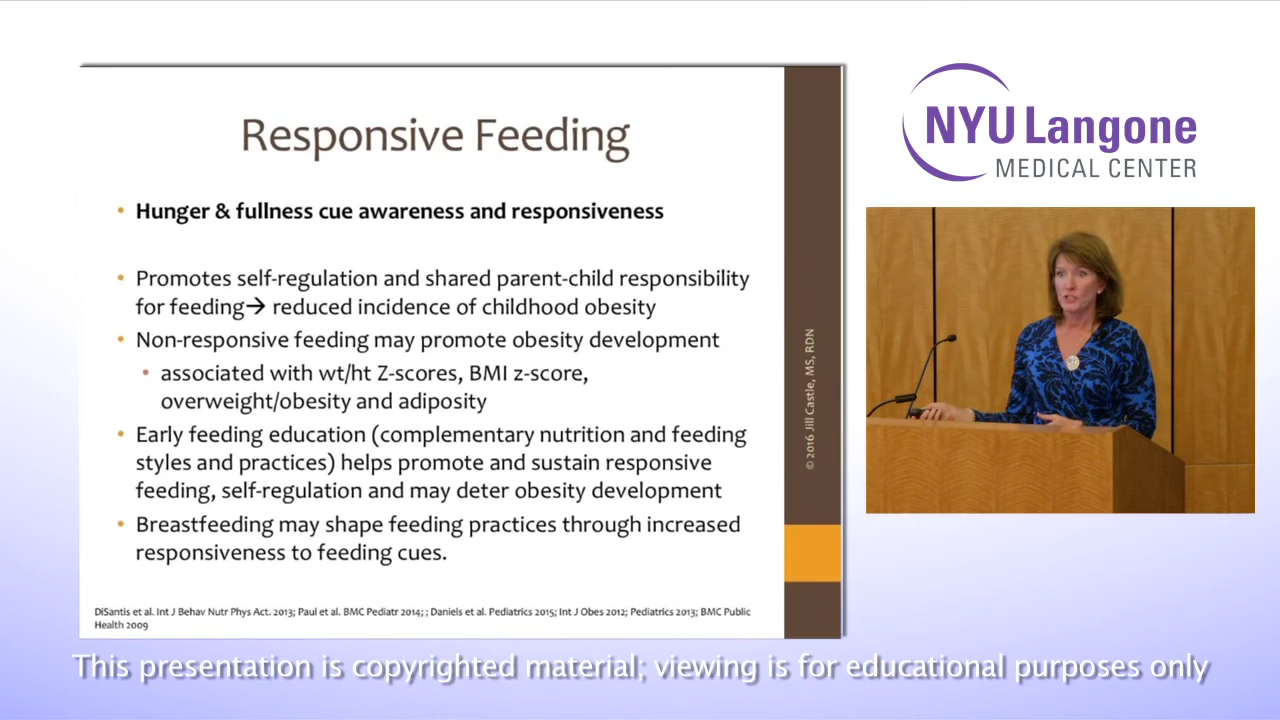 Responsive Feeding
• Hunger & fullness cue awareness and responsiveness
• Promotes self-regulation and shared parent-child responsibility
for feeding→ reduced incidence of childhood obesity
• Non-responsive feeding may promote obesity development
• associated with wt/ht Z-scores, BMI z-score,
overweight/obesity and adiposity
• Early feeding education (complementary nutrition and feeding
styles and practices) helps promote and sustain responsive
feeding, self-regulation and may deter obesity development
• Breastfeeding may shape feeding practices through increased
responsiveness to feeding cues.
DiSantis et al. Int J Behav Nutr Phys Act. 2013; Paul et al. BMC Pediatr 2014; ; Daniels et al. Pediatrics 2015; Int J Obes 2012; Pediatrics 2013; BMC Public
Health 2009
© 2016 Jill Castle, MS, RDN
NYU Langone
MEDICAL CENTER
This presentation is copyrighted material; viewing is for educational purposes only